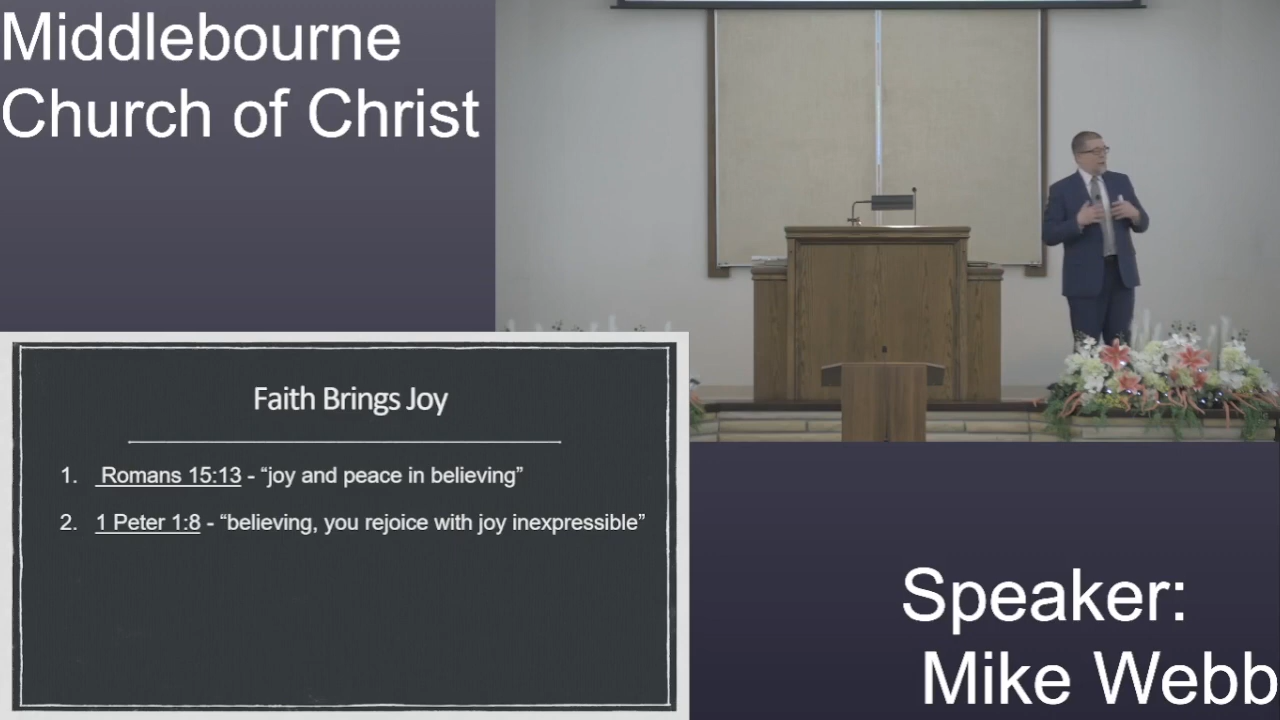 Middlebourne
Church of Christ
Faith Brings Joy
1. Romans 15:13 - “joy and peace in believing”
2. 1 Peter 1:8 - “believing, you rejoice with joy inexpressible”
Speaker:
Mike Webb